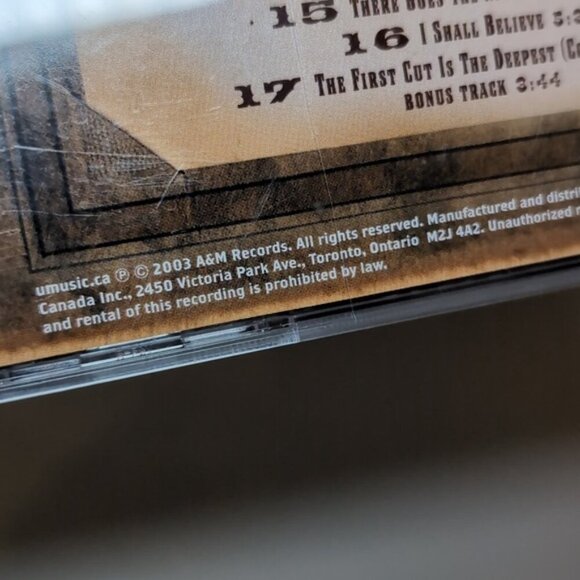 15 THERE GOES THE
16 I SHALL BELIEVE
17 THE FIRST CUT IS THE DEEPEST
BONUS TRACK 3:44
umusic.ca ℗ © 2003 A&M Records. All rights reserved. Manufactured and distri
Canada Inc., 2450 Victoria Park Ave., Toronto, Ontario M2J 4A2. Unauthorized
and rental of this recording is prohibited by law.